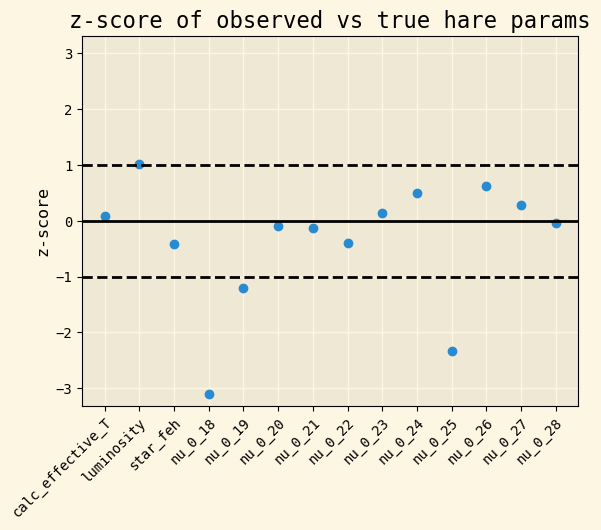 z-score of observed vs true hare params
z-score
3
2
1
0
−1
−2
−3
calc_effective_T
luminosity
star_feh
nu_0_18
nu_0_19
nu_0_20
nu_0_21
nu_0_22
nu_0_23
nu_0_24
nu_0_25
nu_0_26
nu_0_27
nu_0_28